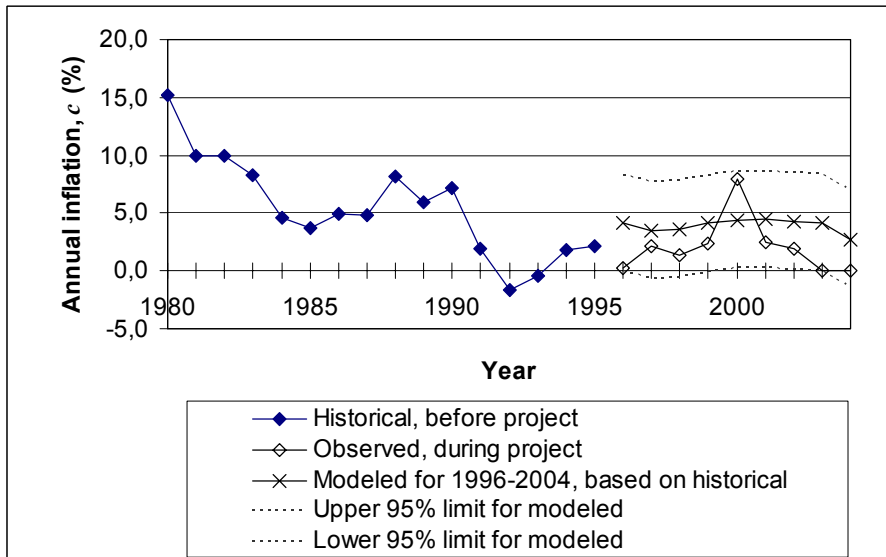 20,0
15,0
10,0
5,0
0,0
-5,0
Annual inflation, c (%)
1980 1985 1990 1995 2000
Year
Historical, before project
Observed, during project
Modeled for 1996-2004, based on historical
Upper 95% limit for modeled
Lower 95% limit for modeled